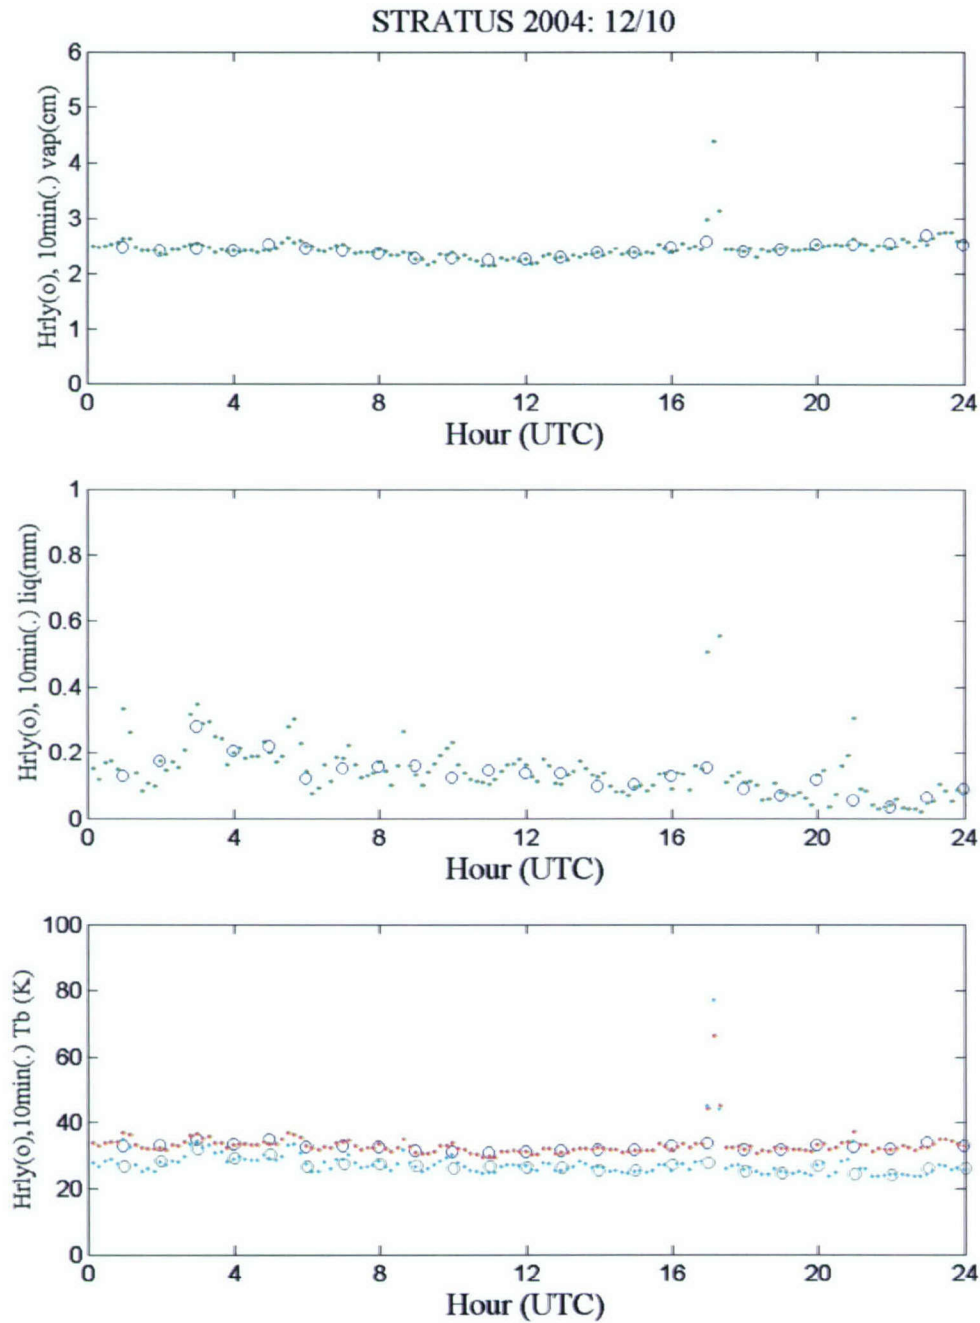 STRATUS 2004: 12/10
Hrly(o), 10min(.) vap(cm)
6
5
4
3
2
1
0
0 4 8 12 16 20 24
Hour (UTC)
Hrly(o), 10min(.) liq(mm)
1
0.8
0.6
0.4
0.2
0
0 4 8 12 16 20 24
Hour (UTC)
Hrly(o),10min(.) Tb (K)
100
80
60
40
20
0
0 4 8 12 16 20 24
Hour (UTC)